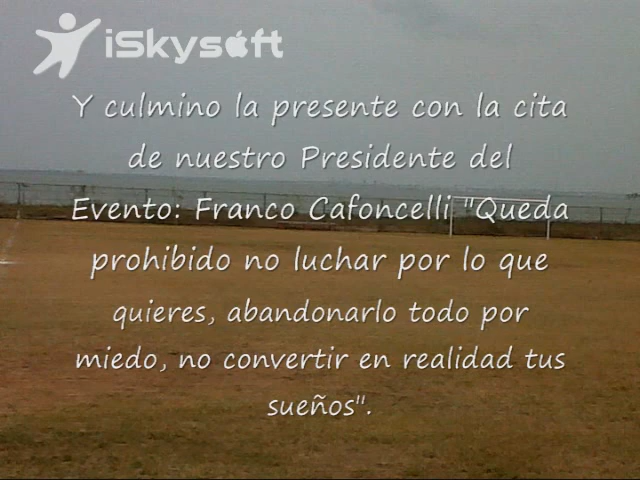 iSkysoft
Y culmino la presente con la cita
de nuestro Presidente del
Evento: Franco Cafoncelli "Queda
prohibido no luchar por lo que
quieres, abandonarlo todo por
miedo, no convertir en realidad tus
sueños".